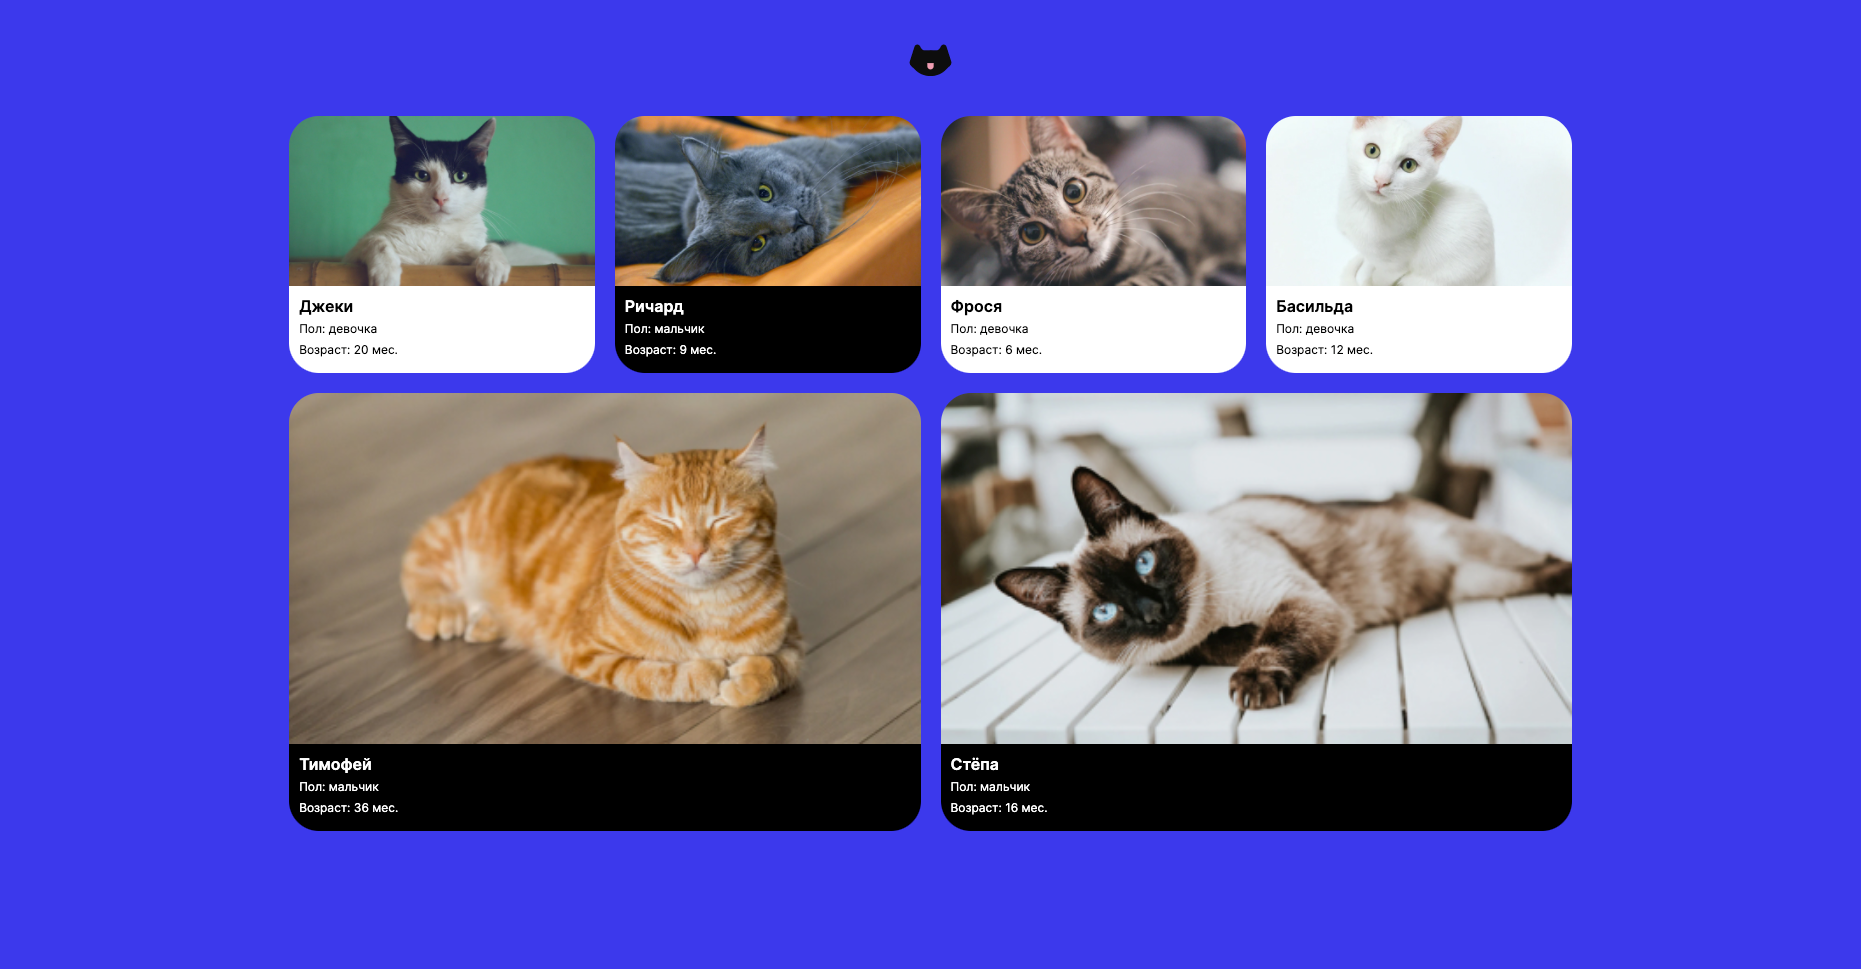 Джеки
Пол: девочка
Возраст: 20 мес.
Ричард
Пол: мальчик
Возраст: 9 мес.
Фрося
Пол: девочка
Возраст: 6 мес.
Басильда
Пол: девочка
Возраст: 12 мес.
Тимофей
Пол: мальчик
Возраст: 36 мес.
Стёпа
Пол: мальчик
Возраст: 16 мес.